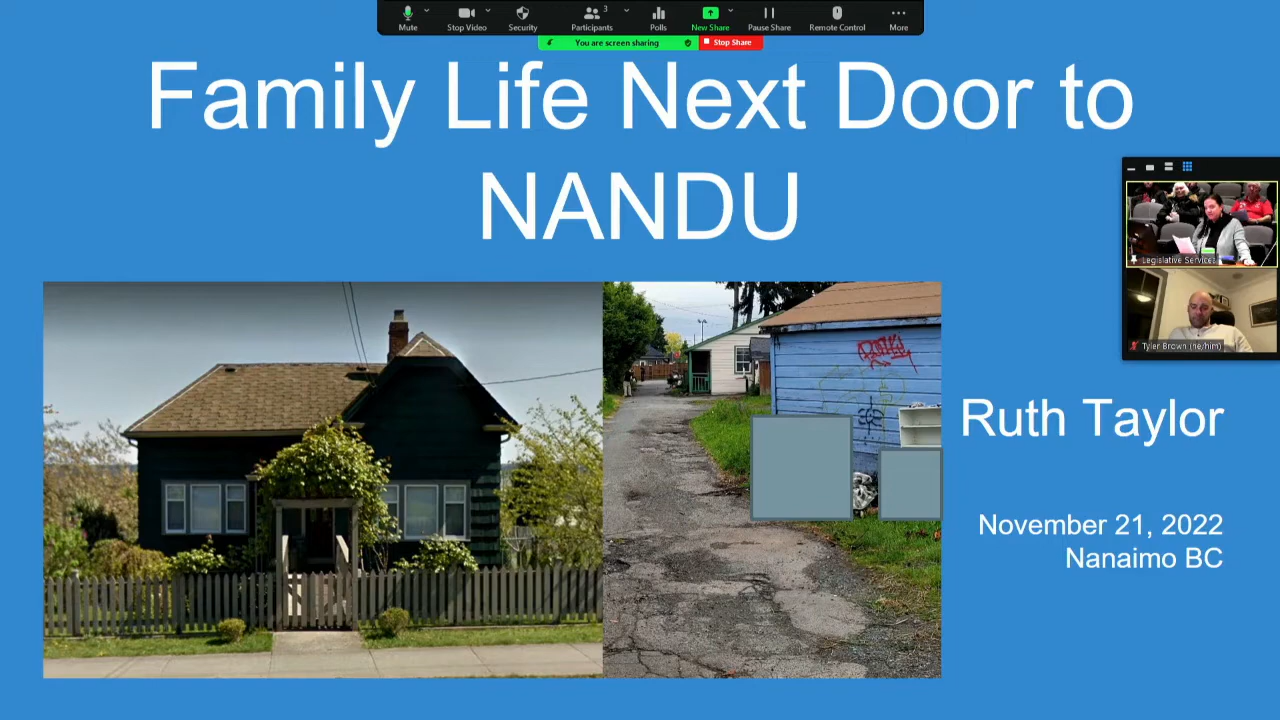 3
Mute
Stop Video
Security
Participants
Polls
New Share
Pause Share
Remote Control
More
You are screen sharing
Stop Share
Family Life Next Door to
NANDU
Legislative Services
Tyler Brown (he/him)
Ruth Taylor
November 21, 2022
Nanaimo BC